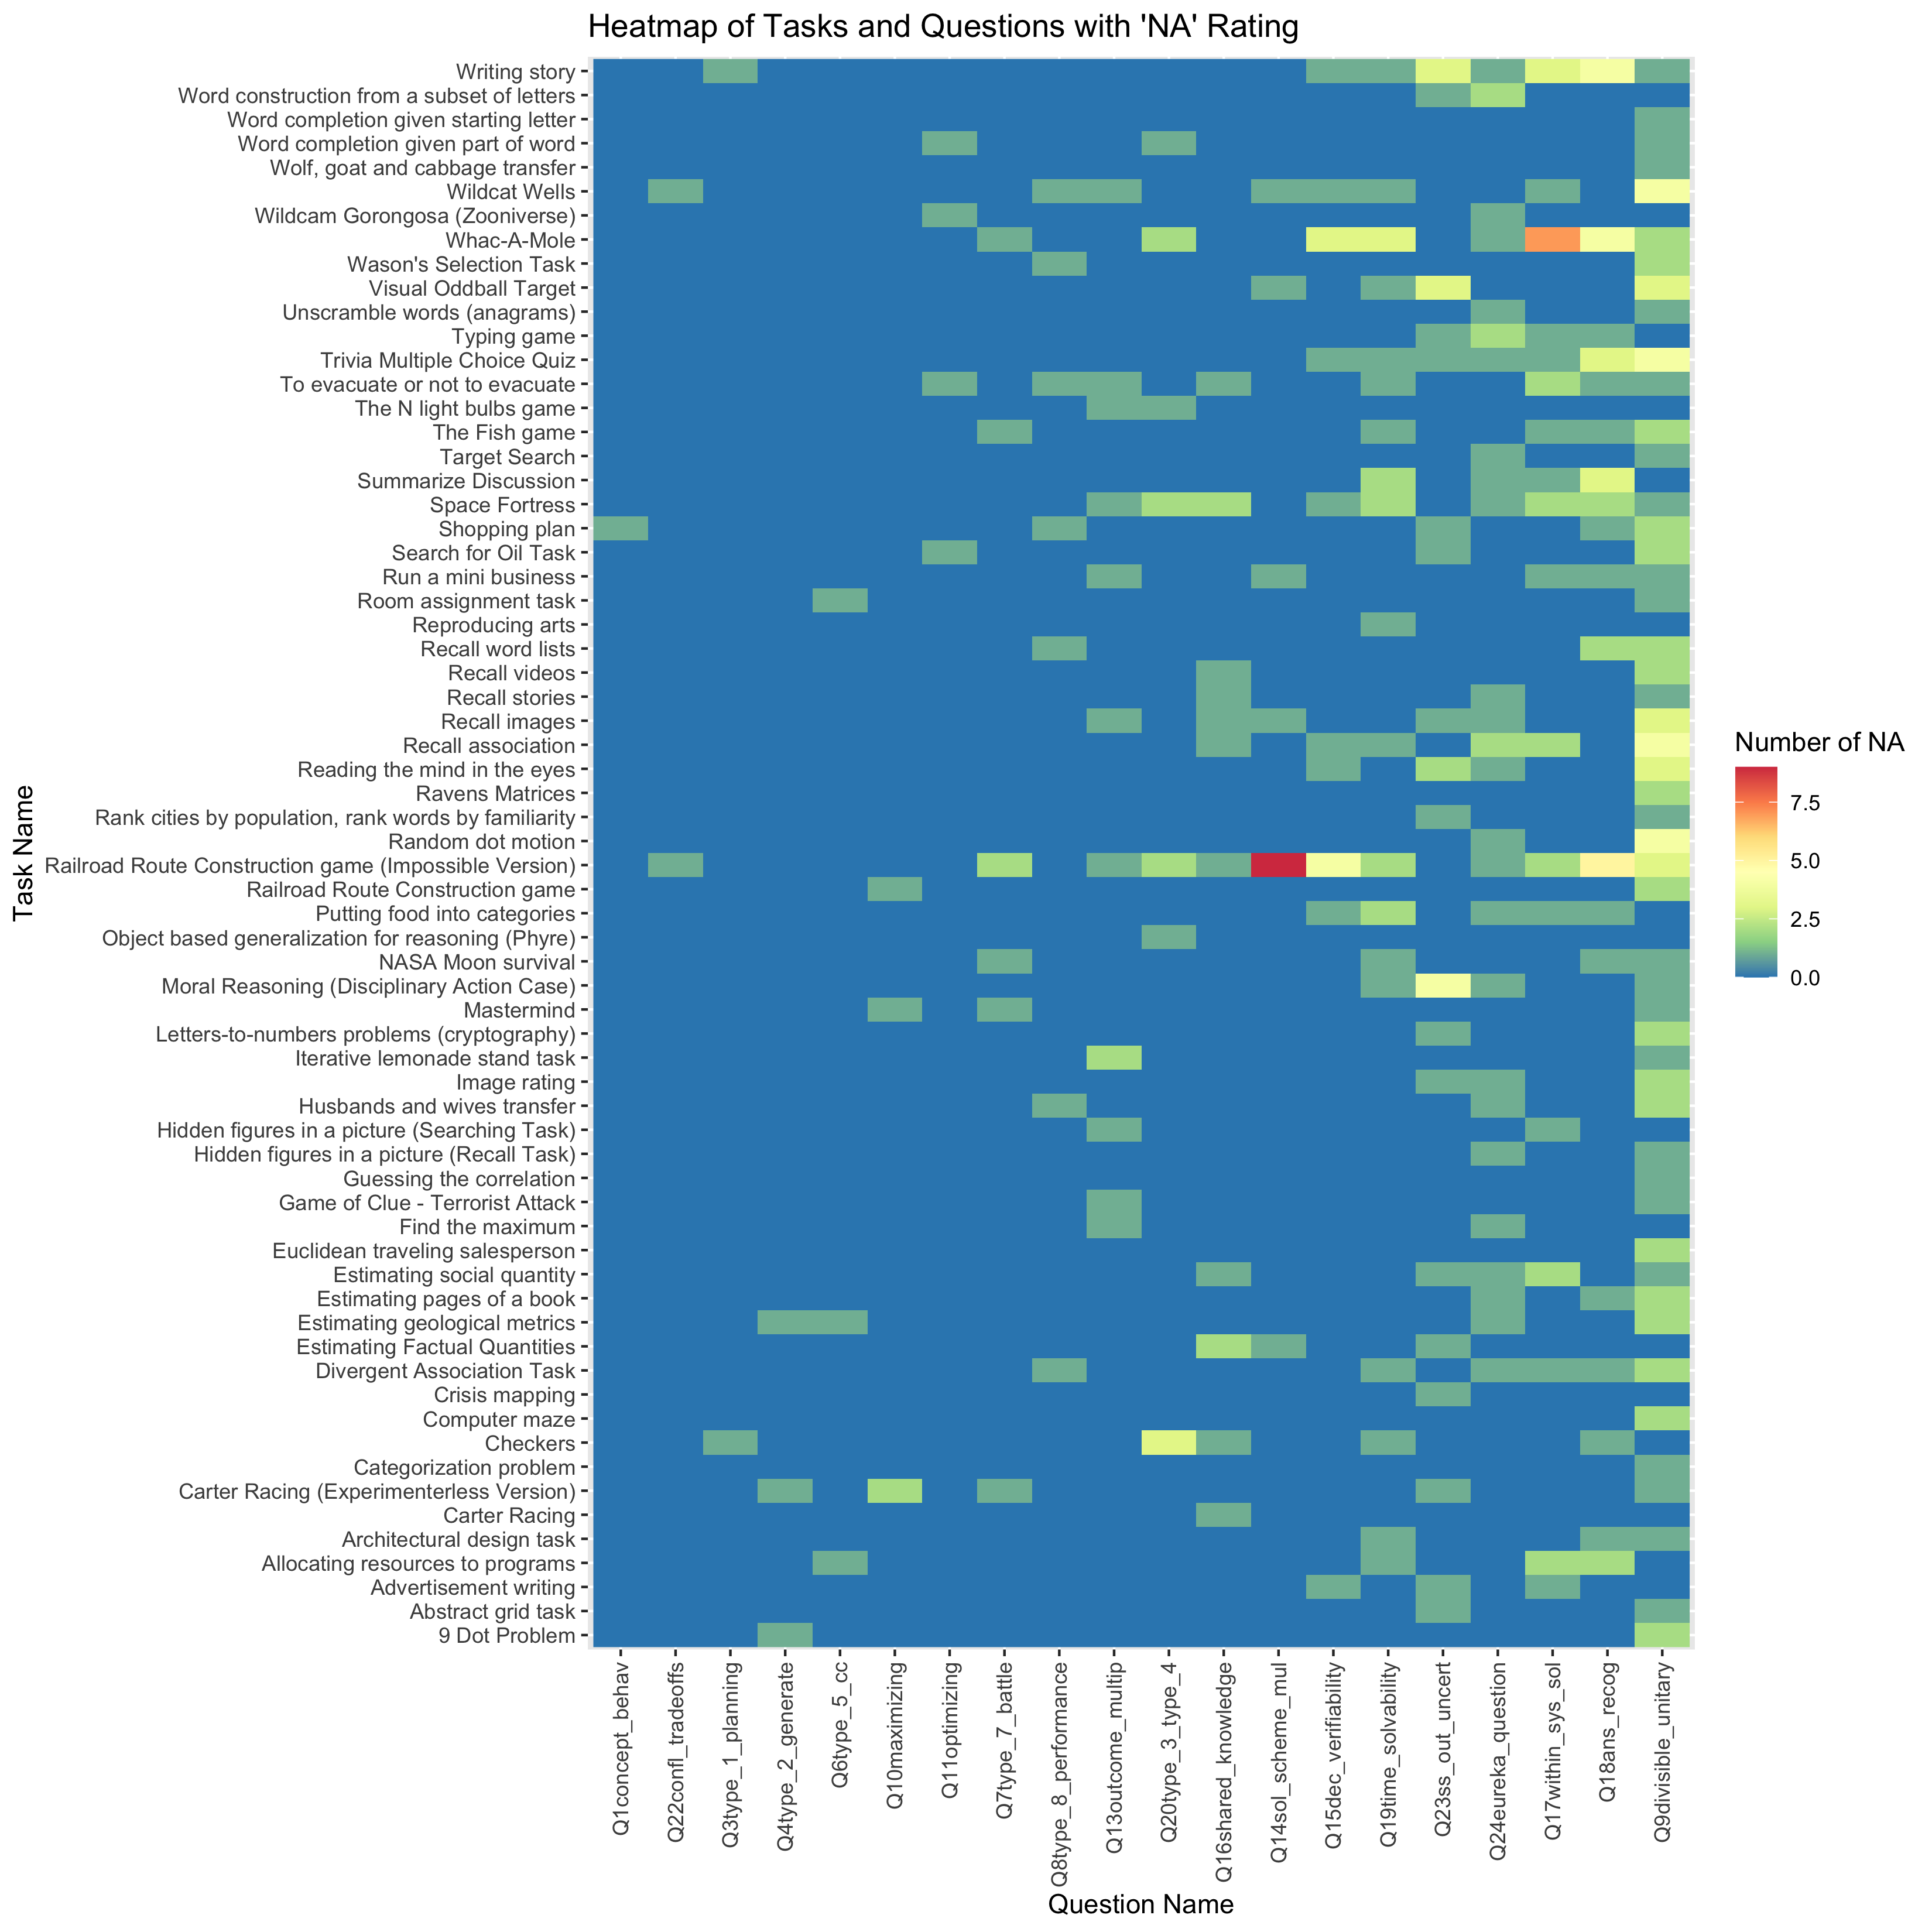 Heatmap of Tasks and Questions with 'NA' Rating
Task Name
Writing story
Word construction from a subset of letters
Word completion given starting letter
Word completion given part of word
Wolf, goat and cabbage transfer
Wildcat Wells
Wildcam Gorongosa (Zooniverse)
Whac-A-Mole
Wason's Selection Task
Visual Oddball Target
Unscramble words (anagrams)
Typing game
Trivia Multiple Choice Quiz
To evacuate or not to evacuate
The N light bulbs game
The Fish game
Target Search
Summarize Discussion
Space Fortress
Shopping plan
Search for Oil Task
Run a mini business
Room assignment task
Reproducing arts
Recall word lists
Recall videos
Recall stories
Recall images
Recall association
Reading the mind in the eyes
Ravens Matrices
Rank cities by population, rank words by familiarity
Random dot motion
Railroad Route Construction game (Impossible Version)
Railroad Route Construction game
Putting food into categories
Object based generalization for reasoning (Phyre)
NASA Moon survival
Moral Reasoning (Disciplinary Action Case)
Mastermind
Letters-to-numbers problems (cryptography)
Iterative lemonade stand task
Image rating
Husbands and wives transfer
Hidden figures in a picture (Searching Task)
Hidden figures in a picture (Recall Task)
Guessing the correlation
Game of Clue - Terrorist Attack
Find the maximum
Euclidean traveling salesperson
Estimating social quantity
Estimating pages of a book
Estimating geological metrics
Estimating Factual Quantities
Divergent Association Task
Crisis mapping
Computer maze
Checkers
Categorization problem
Carter Racing (Experimenterless Version)
Carter Racing
Architectural design task
Allocating resources to programs
Advertisement writing
Abstract grid task
9 Dot Problem
Q1concept_behav
Q22confl_tradeoffs
Q3type_1_planning
Q4type_2_generate
Q6type_5_cc
Q10maximizing
Q11optimizing
Q7type_7_battle
Q8type_8_performance
Q13outcome_multip
Q20type_3_type_4
Q16shared_knowledge
Q14sol_scheme_mul
Q15dec_verifiability
Q19time_solvability
Q23ss_out_uncert
Q24eureka_question
Q17within_sys_sol
Q18ans_recog
Q9divisible_unitary
Question Name
Number of NA
7.5
5.0
2.5
0.0